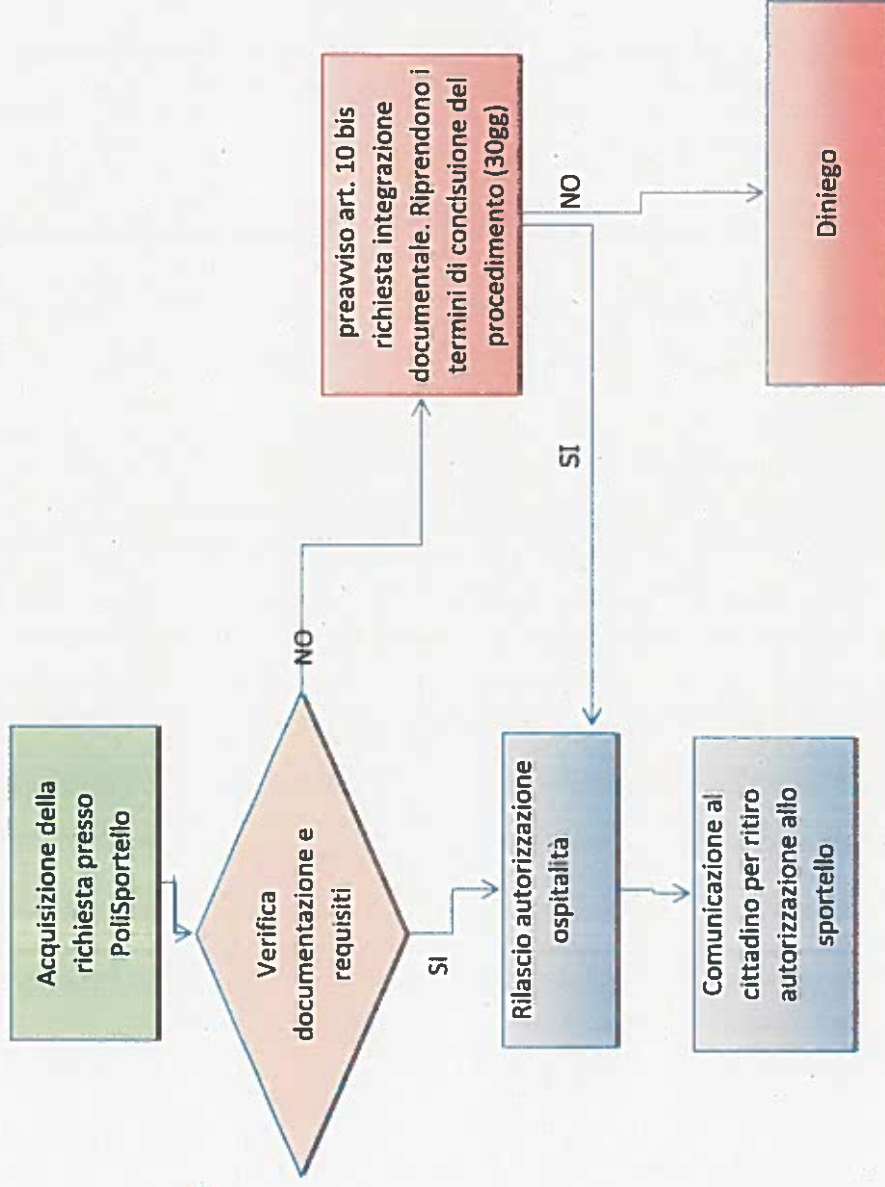 Acquisizione della
richiesta presso
PoliSportello
Verifica
documentazione e
requisiti
NO
SI
preavviso art. 10 bis
richiesta integrazione
documentale. Riprendono i
termini di conclsuione del
procedimento (30gg)
SI
NO
Rilascio autorizzazione
ospitalità
Diniego
Comunicazione al
cittadino per ritiro
autorizzazione allo
sportello